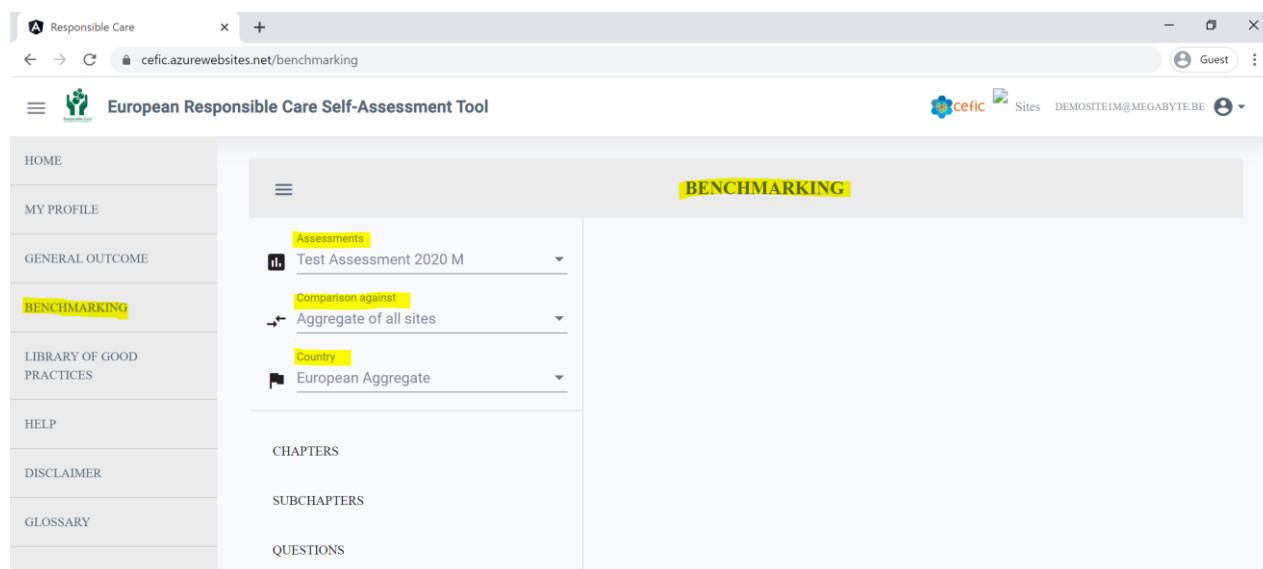 Responsible Care
cefic.azurewebsites.net/benchmarking
Guest
European Responsible Care Self-Assessment Tool
cefic Sites DEMOSITE1M@MEGABYTE.BE
HOME
MY PROFILE
GENERAL OUTCOME
BENCHMARKING
LIBRARY OF GOOD
PRACTICES
HELP
DISCLAIMER
GLOSSARY
BENCHMARKING
Assessments
Test Assessment 2020 M
Comparison against
Aggregate of all sites
Country
European Aggregate
CHAPTERS
SUBCHAPTERS
QUESTIONS